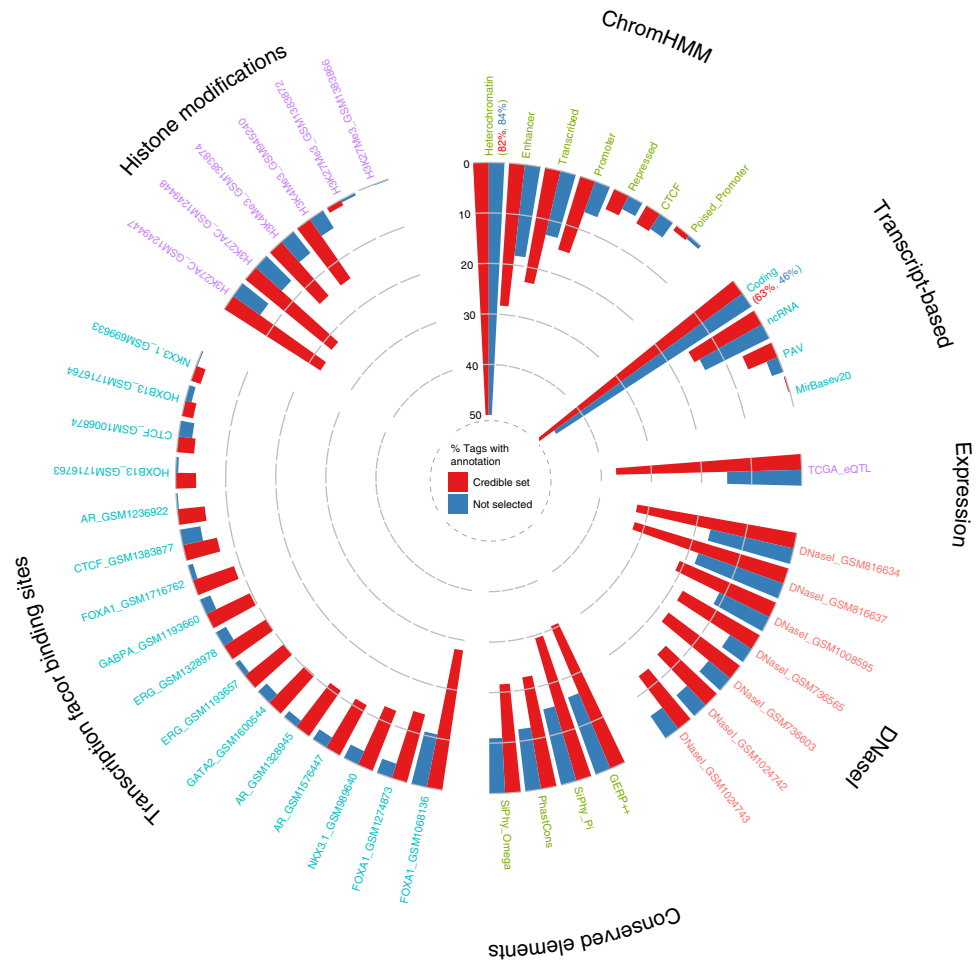 ChromHMM
Heterochromatin
(82%, 84%)
Enhancer
Transcribed
Promoter
Repressed
CTCF
Poised_Promoter
Transcript-based
Coding
(63%, 46%)
ncRNA
PAV
MirBasev20
Expression
TCGA_eQTL
DNaseI
DNaseI_GSM816634
DNaseI_GSM816637
DNaseI_GSM1008595
DNaseI_GSM736565
DNaseI_GSM736603
DNaseI_GSM1024742
DNaseI_GSM1024743
Conserved elements
GERP++
SiPhy_Pi
PhastCons
SiPhy_Omega
Transcription facor binding sites
FOXA1_GSM1068136
FOXA1_GSM1274873
NKX3.1_GSM989640
AR_GSM1576447
AR_GSM1328945
GATA2_GSM1600544
ERG_GSM1193657
ERG_GSM1328978
GABPA_GSM1193660
FOXA1_GSM1716762
CTCF_GSM1383877
AR_GSM1236922
HOXB13_GSM1716763
CTCF_GSM1006874
HOXB13_GSM1716764
NKX3.1_GSM699633
Histone modifications
H3K27AC_GSM1249447
H3K27AC_GSM1249448
H3K4Me3_GSM1383874
H3K4Me3_GSM945240
H3K27Me3_GSM1383872
H3K27Me3_GSM1383866
0
10
20
30
40
50
% Tags with
annotation
Credible set
Not selected